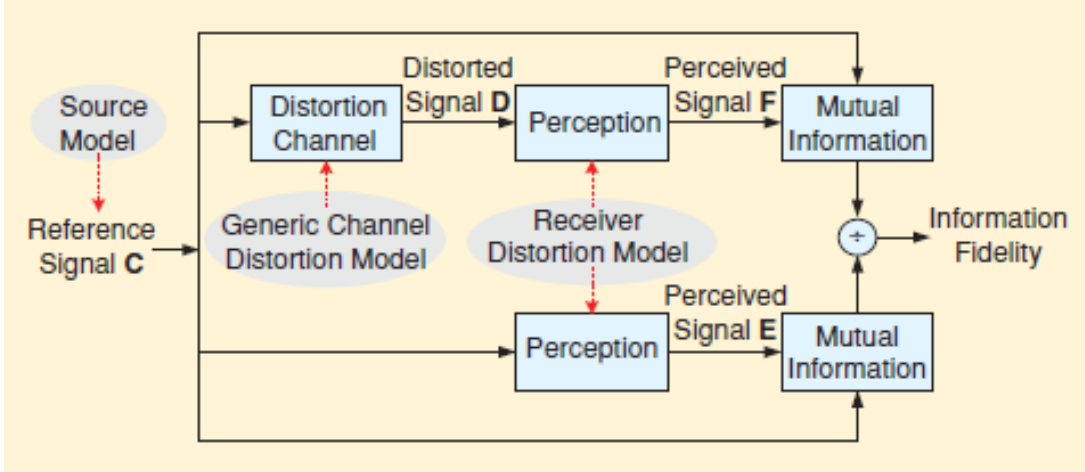 Source
Model
Reference
Signal C
Distortion
Channel
Generic Channel
Distortion Model
Distorted
Signal D
Perception
Receiver
Distortion Model
Perceived
Signal F
Mutual
Information
÷
Information
Fidelity
Perception
Perceived
Signal E
Mutual
Information